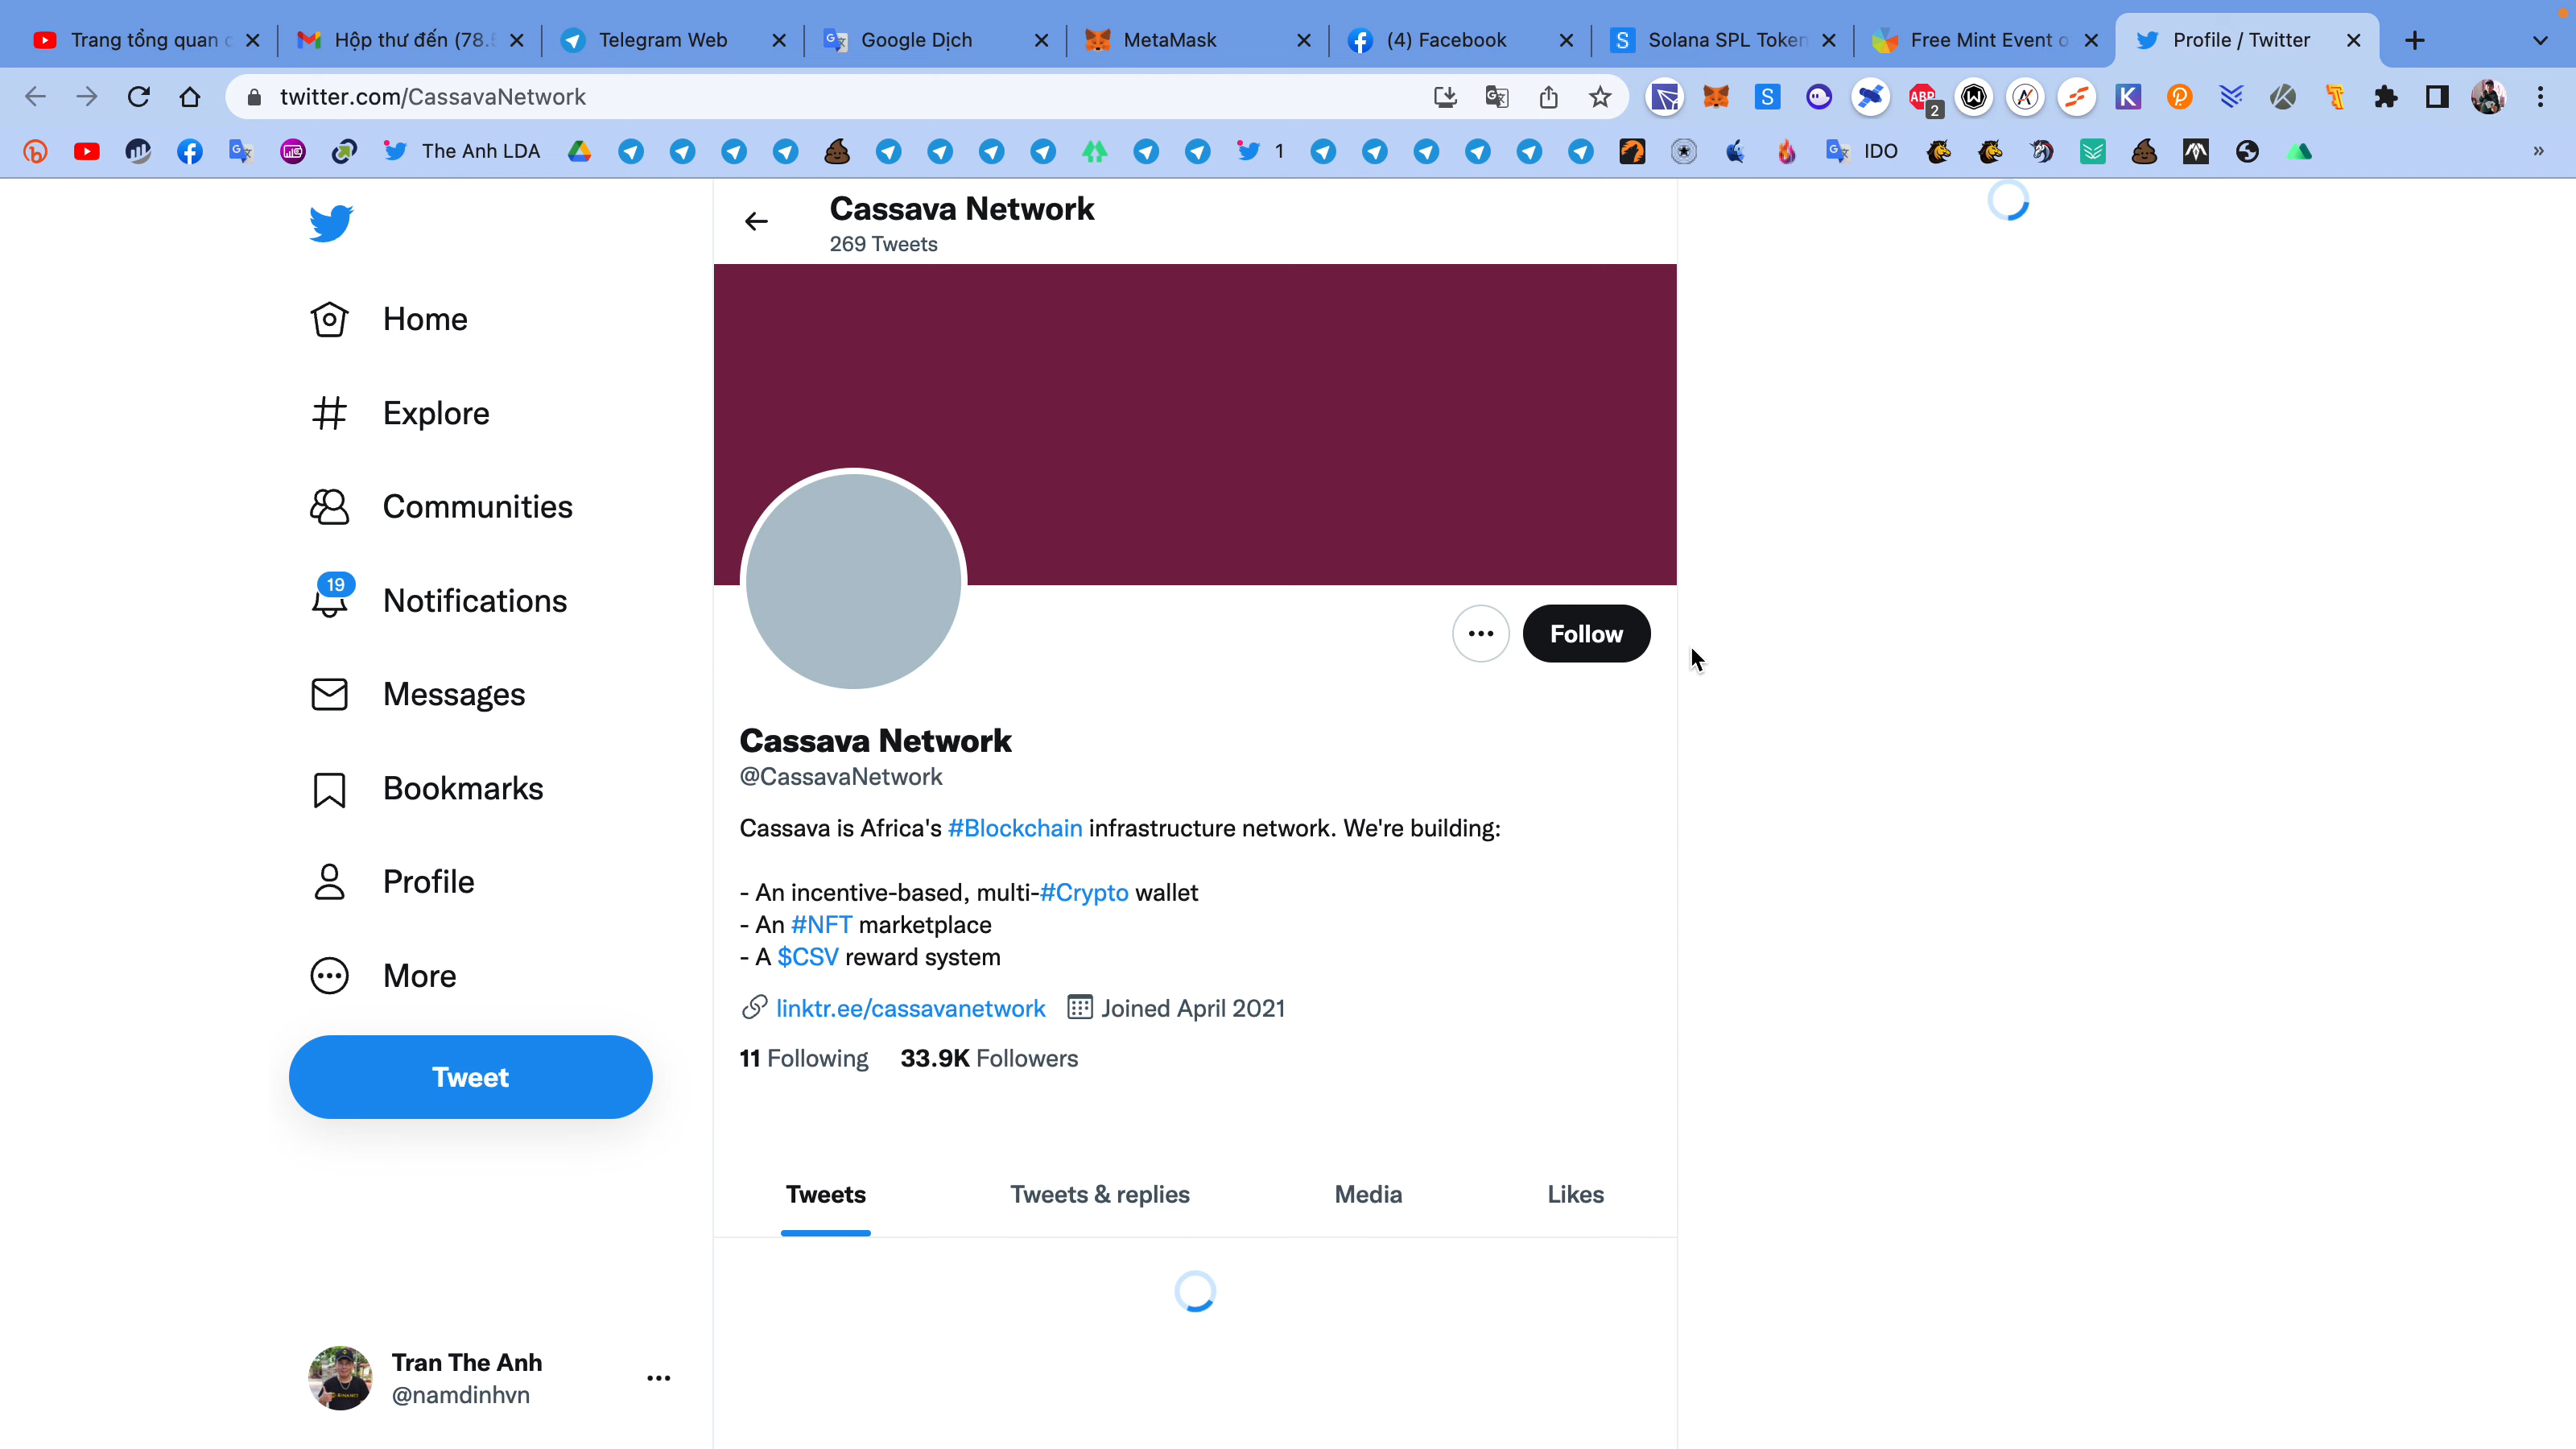 Trang tổng quan c
Hộp thư đến (78.5
Telegram Web
Google Dịch
MetaMask
(4) Facebook
Solana SPL Token
Free Mint Event o
Profile / Twitter
twitter.com/CassavaNetwork
ABP
2
The Anh LDA
1
IDO
Cassava Network
269 Tweets
Home
Explore
Communities
19
Notifications
Messages
Bookmarks
Profile
More
Tweet
Tran The Anh
@namdinhvn
Follow
Cassava Network
@CassavaNetwork
Cassava is Africa's #Blockchain infrastructure network. We're building:
- An incentive-based, multi-#Crypto wallet
- An #NFT marketplace
- A $CSV reward system
linktr.ee/cassavanetwork Joined April 2021
11 Following 33.9K Followers
Tweets Tweets & replies Media Likes